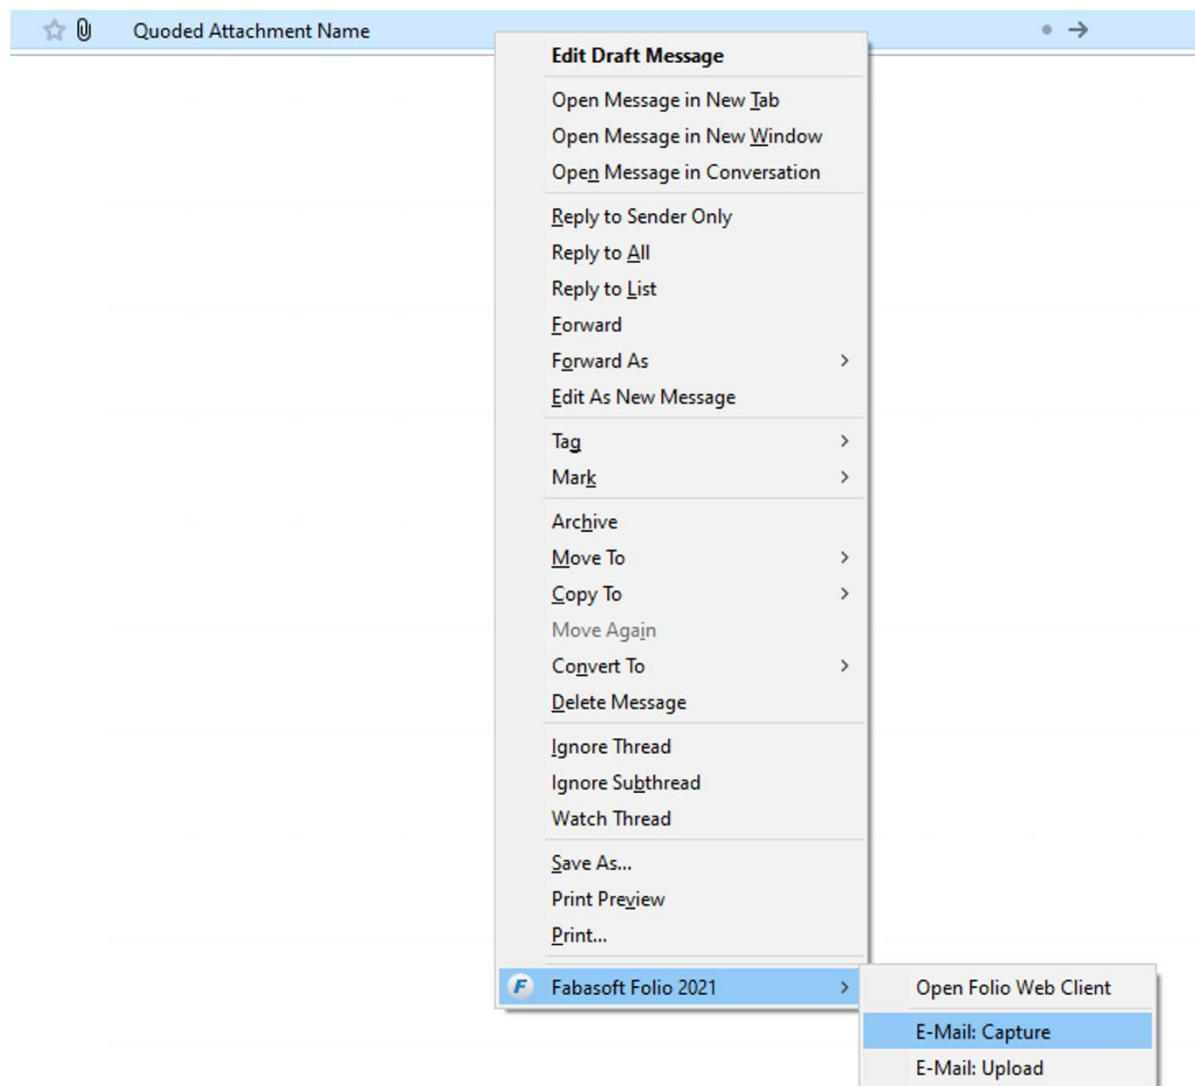 Quoded Attachment Name
Edit Draft Message
Open Message in New Tab
Open Message in New Window
Open Message in Conversation
Reply to Sender Only
Reply to All
Reply to List
Forward
Forward As
Edit As New Message
Tag
Mark
Archive
Move To
Copy To
Move Again
Convert To
Delete Message
Ignore Thread
Ignore Subthread
Watch Thread
Save As...
Print Preview
Print...
F Fabasoft Folio 2021
Open Folio Web Client
E-Mail: Capture
E-Mail: Upload